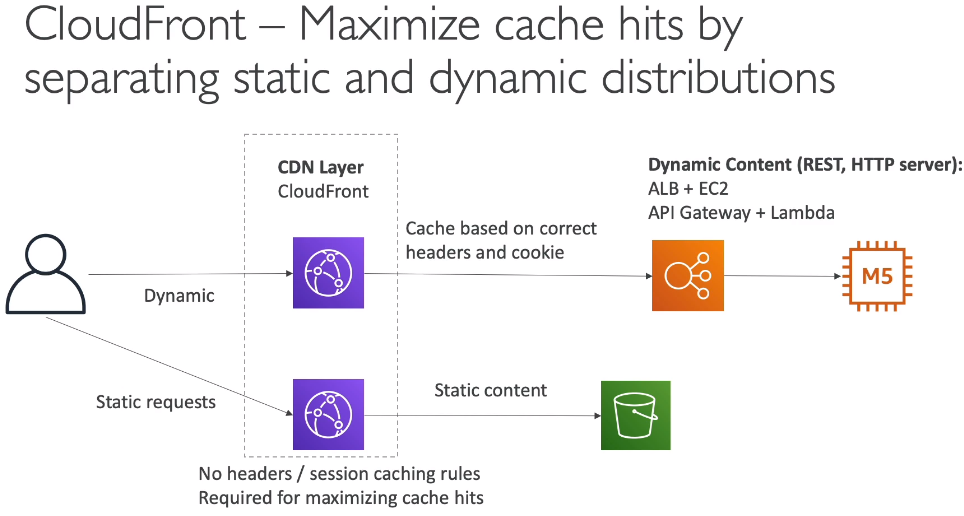 CloudFront – Maximize cache hits by
separating static and dynamic distributions
CDN Layer
CloudFront
Dynamic Content (REST, HTTP server):
ALB + EC2
API Gateway + Lambda
Cache based on correct
headers and cookie
M5
Dynamic
Static requests
Static content
No headers / session caching rules
Required for maximizing cache hits